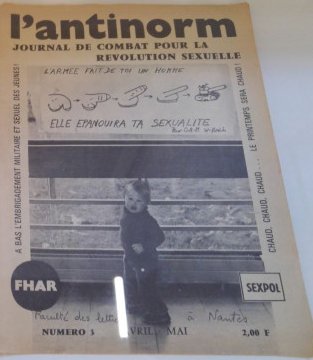 l'antinorm
JOURNAL DE COMBAT POUR LA
REVOLUTION SEXUELLE
A BAS L'EMBRIGADEMENT MILITAIRE ET SEXUEL DES JEUNES!
L'ARMEE FAIT DE TOI UN HOMME
ELLE EPANOUIRA TA SEXUALITE
CHAUD, CHAUD, CHAUD ... LE PRINTEMPS SERA CHAUD!
FHAR
SEXPOL
Faculté des lettres à Nantes
NUMERO 3 AVRIL MAI 2,00 F